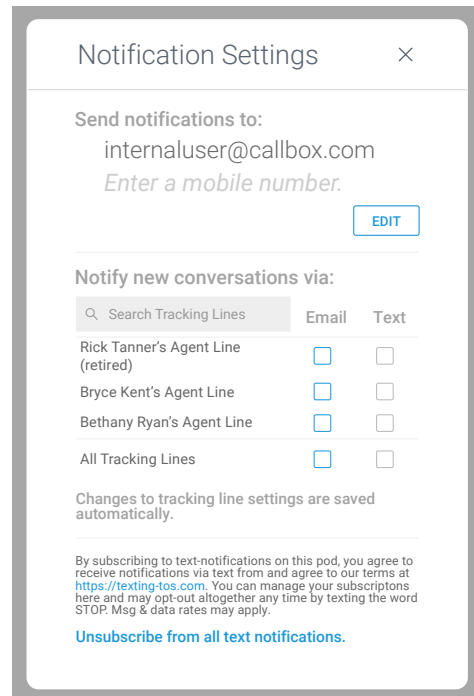 Notification Settings
Send notifications to:
internaluser@callbox.com
Enter a mobile number.
EDIT
Notify new conversations via:
Search Tracking Lines Email Text
Rick Tanner's Agent Line
(retired)
Bryce Kent's Agent Line
Bethany Ryan's Agent Line
All Tracking Lines
Changes to tracking line settings are saved
automatically.
By subscribing to text-notifications on this pod, you agree to
receive notifications via text from and agree to our terms at
https://texting-tos.com. You can manage your subscriptons
here and may opt-out altogether any time by texting the word
STOP. Msg & data rates may apply.
Unsubscribe from all text notifications.